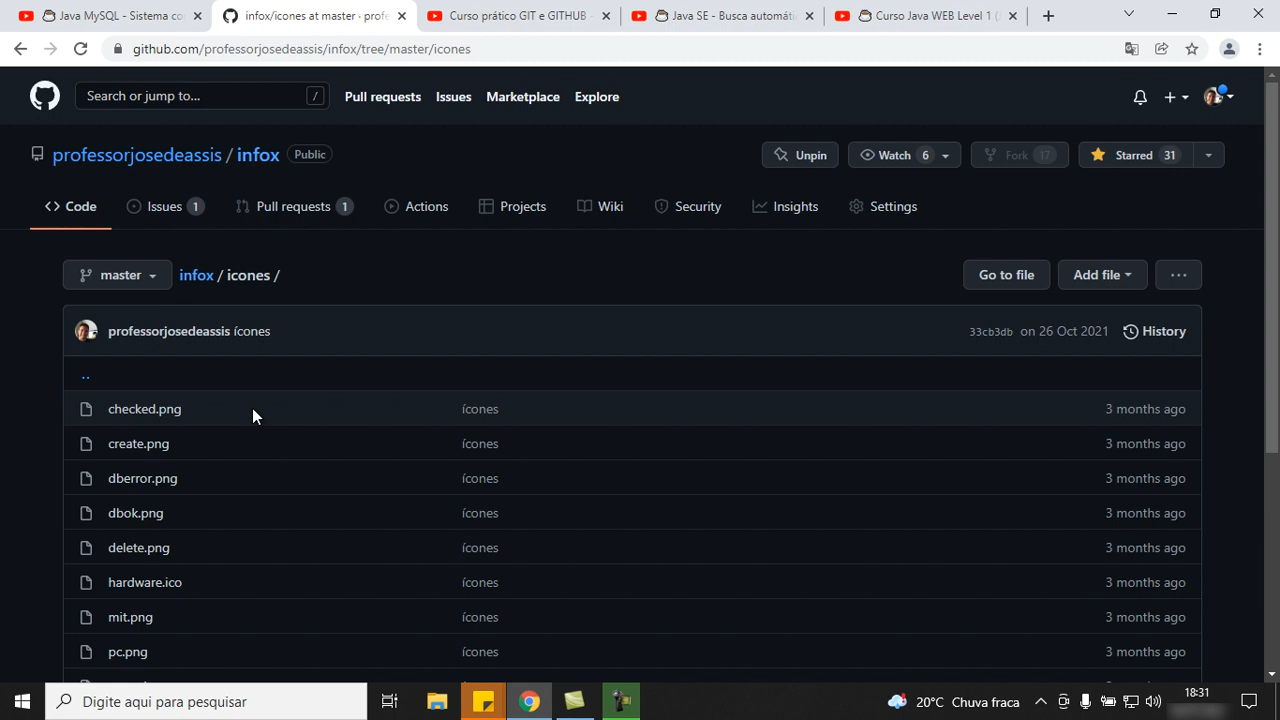 Java MySQL - Sistema co
infox/icones at master · profe
Curso prático GIT e GITHUB -
Java SE - Busca automáti
Curso Java WEB Level 1 (
github.com/professorjosedeassis/infox/tree/master/icones
Search or jump to... /
Pull requests Issues Marketplace Explore
professorjosedeassis / infox Public
Unpin Watch 6 Fork 17 Starred 31
<> Code Issues 1 Pull requests 1 Actions Projects Wiki Security Insights Settings
master infox / icones / Go to file Add file ...
professorjosedeassis ícones 33cb3db on 26 Oct 2021 History
..
checked.png ícones 3 months ago
create.png ícones 3 months ago
dberror.png ícones 3 months ago
dbok.png ícones 3 months ago
delete.png ícones 3 months ago
hardware.ico ícones 3 months ago
mit.png ícones 3 months ago
pc.png ícones 3 months ago
Digite aqui para pesquisar 20°C Chuva fraca 18:31